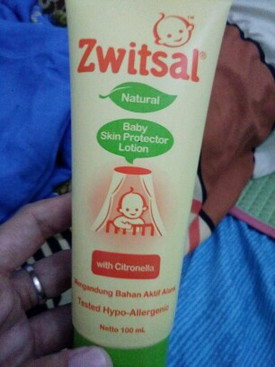 Zwitsal®
Natural
Baby
Skin Protector
Lotion
with Citronella
Mengandung Bahan Aktif Alami
Tested Hypo-Allergenic
Netto 100 mL